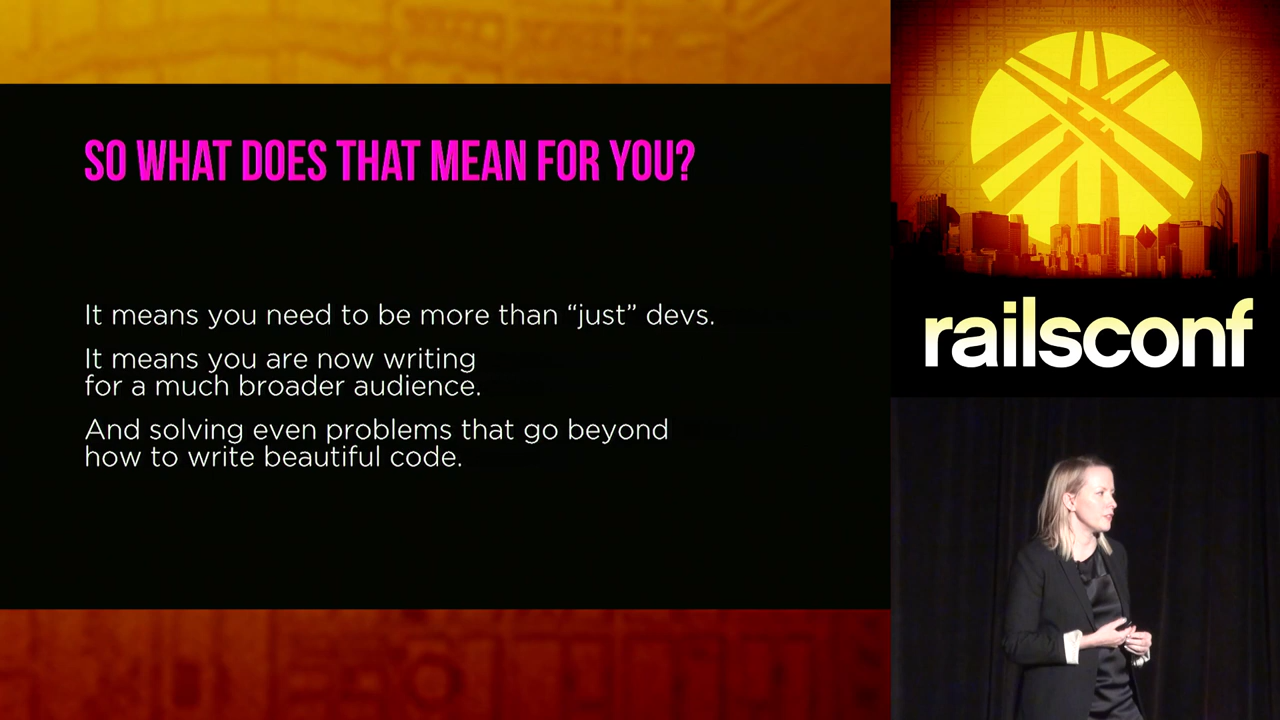 SO WHAT DOES THAT MEAN FOR YOU?
It means you need to be more than “just” devs.
It means you are now writing
for a much broader audience.
And solving even problems that go beyond
how to write beautiful code.
railsconf